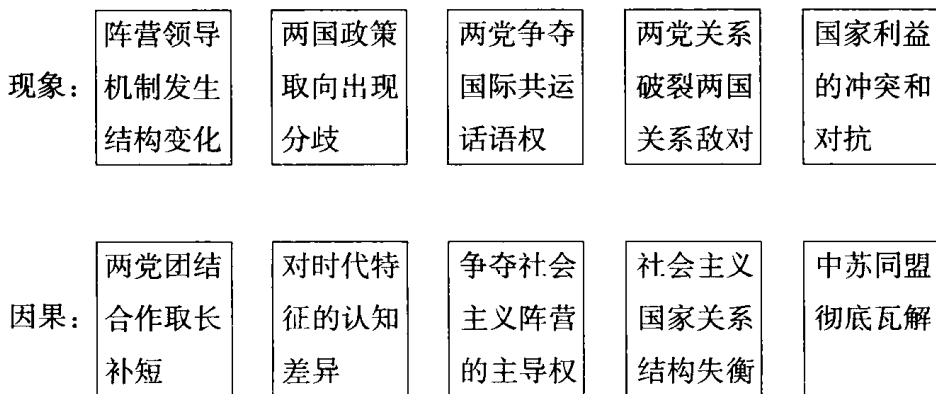 阵营领导 两国政策 两党争夺 两党关系 国家利益
现象： 机制发生 取向出现 国际共运 破裂两国 的冲突和
结构变化 分歧 话语权 关系敌对 对抗
两党团结 对时代特 争夺社会 社会主义 中苏同盟
因果： 合作取长 征的认知 主义阵营 国家关系 彻底瓦解
补短 差异 的主导权 结构失衡